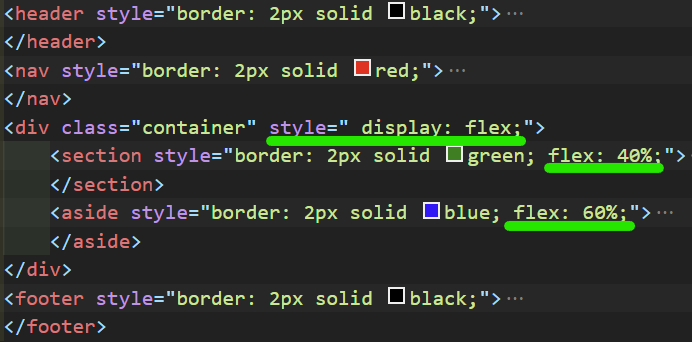 <header style="border: 2px solid black;">···
</header>
<nav style="border: 2px solid red;">···
</nav>
<div class="container" style=" display: flex;">
<section style="border: 2px solid green; flex: 40%;">···
</section>
<aside style="border: 2px solid blue; flex: 60%;">···
</aside>
</div>
<footer style="border: 2px solid black;">···
</footer>